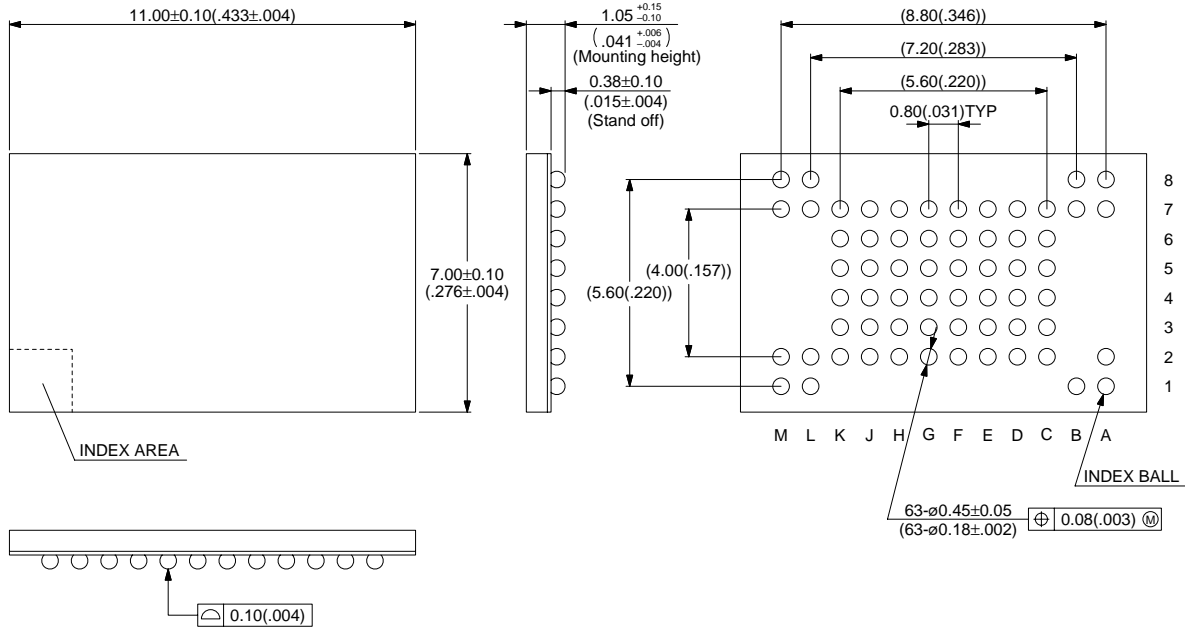 11.00±0.10(.433±.004)
1.05 +0.15 −0.10
(.041 +.006 −.004)
(Mounting height)
0.38±0.10
(.015±.004)
(Stand off)
(8.80(.346))
(7.20(.283))
(5.60(.220))
0.80(.031)TYP
7.00±0.10
(.276±.004)
(5.60(.220))
(4.00(.157))
8
7
6
5
4
3
2
1
M L K J H G F E D C B A
INDEX AREA
INDEX BALL
63-ø0.45±0.05
(63-ø0.18±.002)
⌖ 0.08(.003) Ⓜ
⌓ 0.10(.004)